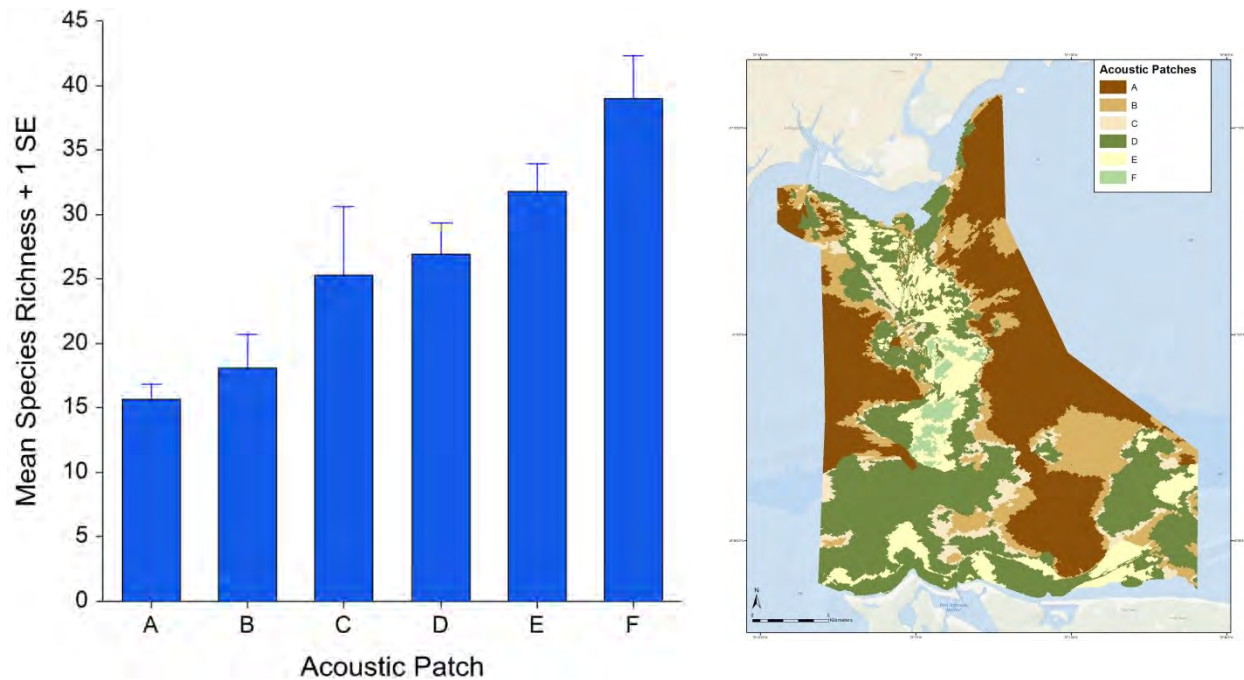 45
40
35
30
25
20
15
10
5
0
Mean Species Richness + 1 SE
A B C D E F
Acoustic Patch
Acoustic Patches
A
B
C
D
E
F
N